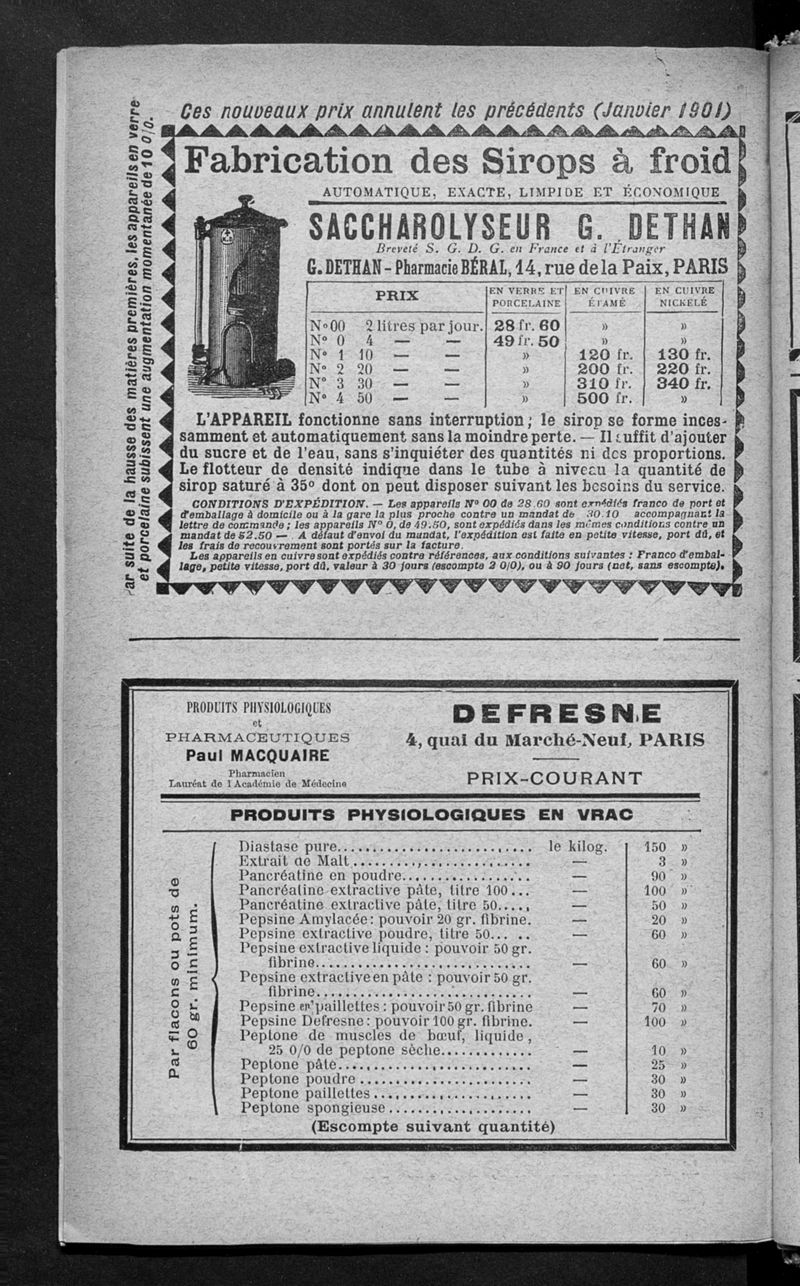 Ces nouveaux prix annulent les précédents (Janvier 1901)
Par suite de la hausse des matières premières, les appareils en verre
et porcelaine subissent une augmentation momentanée de 10 0/0.
Fabrication des Sirops à froid
AUTOMATIQUE, EXACTE, LIMPIDE ET ÉCONOMIQUE
SACCHAROLYSEUR G. DETHAN
Breveté S. G. D. G. en France et à l'Étranger
G. DETHAN - Pharmacie BÉRAL, 14, rue de la Paix, PARIS
PRIX EN VERRE ET PORCELAINE EN CUIVRE ÉTAMÉ EN CUIVRE NICKELÉ
N° 00 2 litres par jour. 28 fr. 60 » »
N° 0 4 — — 49 fr. 50 » »
N° 1 10 — — » 120 fr. 130 fr.
N° 2 20 — — » 200 fr. 220 fr.
N° 3 30 — — » 310 fr. 340 fr.
N° 4 50 — — » 500 fr. »
L'APPAREIL fonctionne sans interruption ; le sirop se forme inces-
samment et automatiquement sans la moindre perte. — Il suffit d'ajouter
du sucre et de l'eau, sans s'inquiéter des quantités ni des proportions.
Le flotteur de densité indique dans le tube à niveau la quantité de
sirop saturé à 35° dont on peut disposer suivant les besoins du service.
CONDITIONS D'EXPÉDITION. — Les appareils N° 00 de 28.60 sont expédiés franco de port et
d'emballage à domicile ou à la gare la plus proche contre un mandat de 30.10 accompagnant la
lettre de commande ; les appareils N° 0, de 49.50, sont expédiés dans les mêmes conditions contre un
mandat de 52.50 — A défaut d'envoi du mandat, l'expédition est faite en petite vitesse, port dû, et
les frais de recouvrement sont portés sur la facture.
Les appareils en cuivre sont expédiés contre références, aux conditions suivantes : Franco d'embal-
lage, petite vitesse, port dû, valeur à 30 jours (escompte 2 0/0), ou à 90 jours (net, sans escompte).
PRODUITS PHYSIOLOGIQUES
et
PHARMACEUTIQUES
Paul MACQUAIRE
Pharmacien
Lauréat de l'Académie de Médecine
DEFRESNE
4, quai du Marché-Neuf, PARIS
PRIX-COURANT
PRODUITS PHYSIOLOGIQUES EN VRAC
Par flacons ou pots de
60 gr. minimum.
Diastase pure.......................... le kilog. 150 »
Extrait de Malt........................ — 3 »
Pancréatine en poudre.................. — 90 »
Pancréatine extractive pâte, titre 100... — 100 »
Pancréatine extractive pâte, titre 50..... — 50 »
Pepsine Amylacée : pouvoir 20 gr. fibrine. — 20 »
Pepsine extractive poudre, titre 50..... — 60 »
Pepsine extractive liquide : pouvoir 50 gr.
fibrine............................. — 60 »
Pepsine extractive en pâte : pouvoir 50 gr.
fibrine............................. — 60 »
Pepsine en paillettes : pouvoir 50 gr. fibrine — 70 »
Pepsine Defresne : pouvoir 100 gr. fibrine. — 100 »
Peptone de muscles de bœuf, liquide,
25 0/0 de peptone sèche............. — 10 »
Peptone pâte.......................... — 25 »
Peptone poudre........................ — 30 »
Peptone paillettes..................... — 30 »
Peptone spongieuse................... — 30 »
(Escompte suivant quantité)